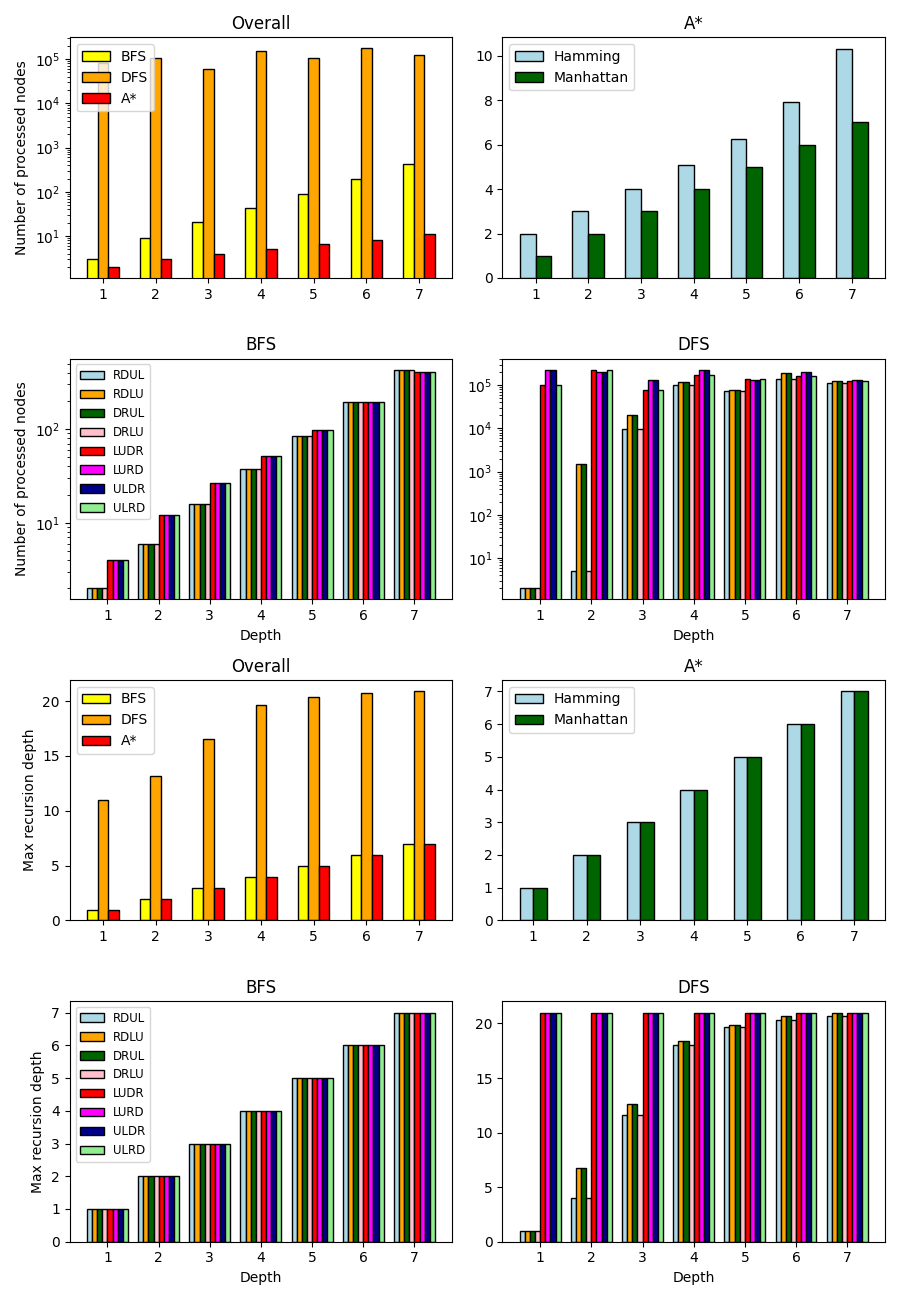 Overall
Number of processed nodes
10^5
10^4
10^3
10^2
10^1
BFS
DFS
A*
1 2 3 4 5 6 7
A*
10
8
6
4
2
0
Hamming
Manhattan
1 2 3 4 5 6 7
BFS
Number of processed nodes
10^2
10^1
RDUL
RDLU
DRUL
DRLU
LUDR
LURD
ULDR
ULRD
1 2 3 4 5 6 7
Depth
DFS
10^5
10^4
10^3
10^2
10^1
1 2 3 4 5 6 7
Depth
Overall
Max recursion depth
20
15
10
5
0
BFS
DFS
A*
1 2 3 4 5 6 7
A*
7
6
5
4
3
2
1
0
Hamming
Manhattan
1 2 3 4 5 6 7
BFS
Max recursion depth
7
6
5
4
3
2
1
0
RDUL
RDLU
DRUL
DRLU
LUDR
LURD
ULDR
ULRD
1 2 3 4 5 6 7
Depth
DFS
20
15
10
5
0
1 2 3 4 5 6 7
Depth